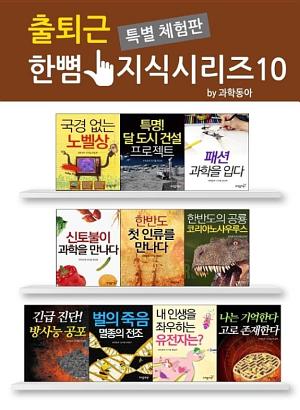 출퇴근
특별 체험판
한뼘 지식시리즈10
by 과학동아
국경 없는
노벨상
특명!
달 도시 건설
프로젝트
패션
과학을 입다
신토불이
과학을 만나다
한반도
첫 인류를
만나다
한반도의 공룡
코리아노사우루스
긴급 진단!
방사능 공포
벌의 죽음
멸종의 전조
내 인생을
좌우하는
유전자는?
나는 기억한다
고로 존재한다